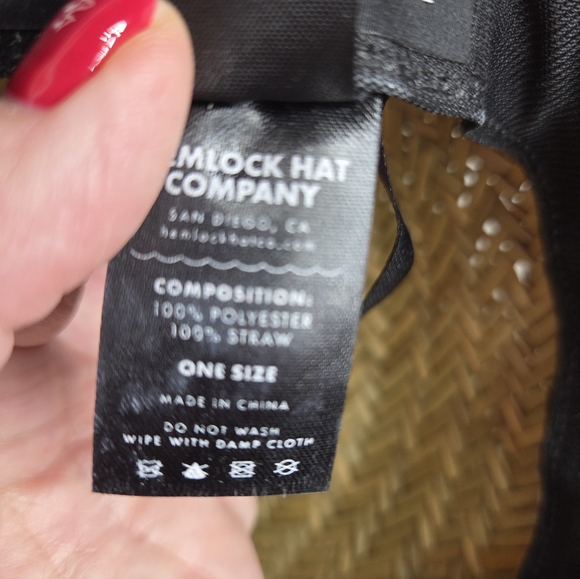 EMLOCK HAT
COMPANY
SAN DIEGO, CA
hemlockhatco.com
COMPOSITION:
100% POLYESTER
100% STRAW
ONE SIZE
MADE IN CHINA
DO NOT WASH
WIPE WITH DAMP CLOTH